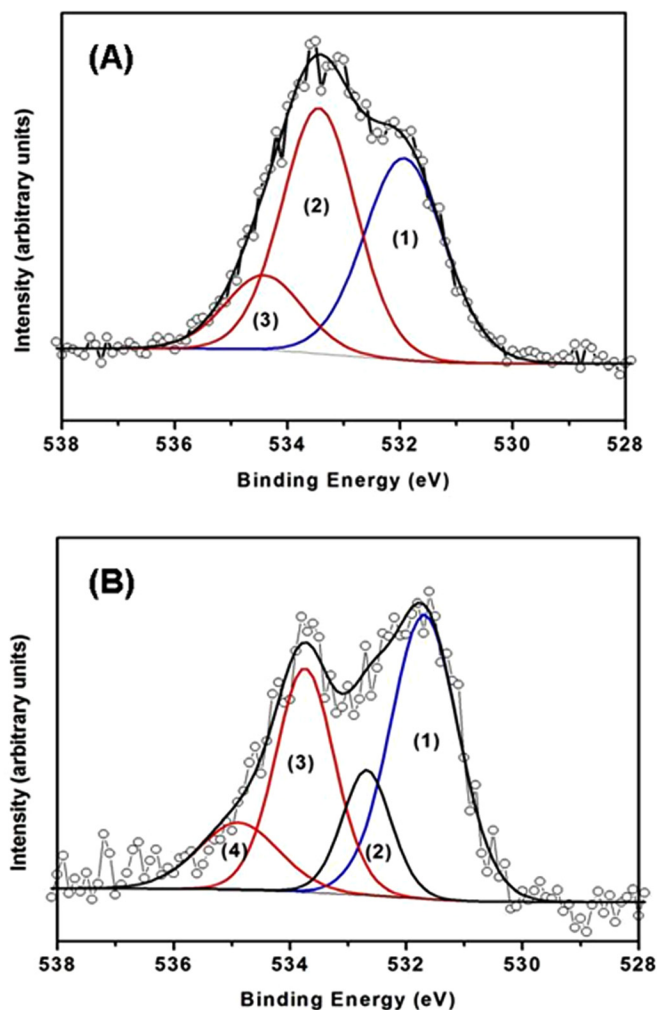 (A)
Intensity (arbitrary units)
(2)
(1)
(3)
538 536 534 532 530 528
Binding Energy (eV)
(B)
Intensity (arbitrary units)
(1)
(3)
(2)
(4)
538 536 534 532 530 528
Binding Energy (eV)